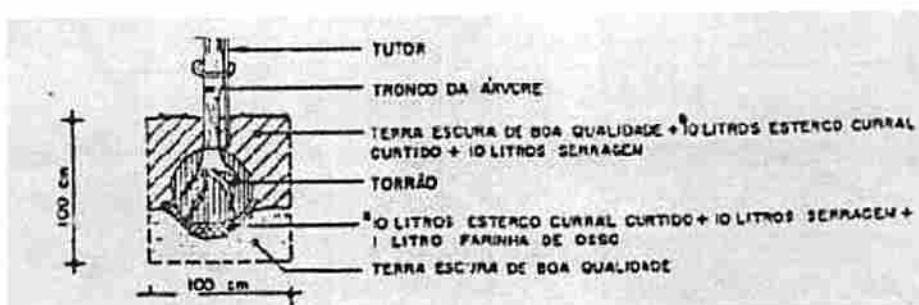 TUTOR
TRONCO DA ÁRVORE
TERRA ESCURA DE BOA QUALIDADE + *10 LITROS ESTERCO CURRAL
CURTIDO + 10 LITROS SERRAGEM
TORRÃO
*10 LITROS ESTERCO CURRAL CURTIDO + 10 LITROS SERRAGEM +
1 LITRO FARINHA DE OSSO
TERRA ESCURA DE BOA QUALIDADE
100 cm
100 cm